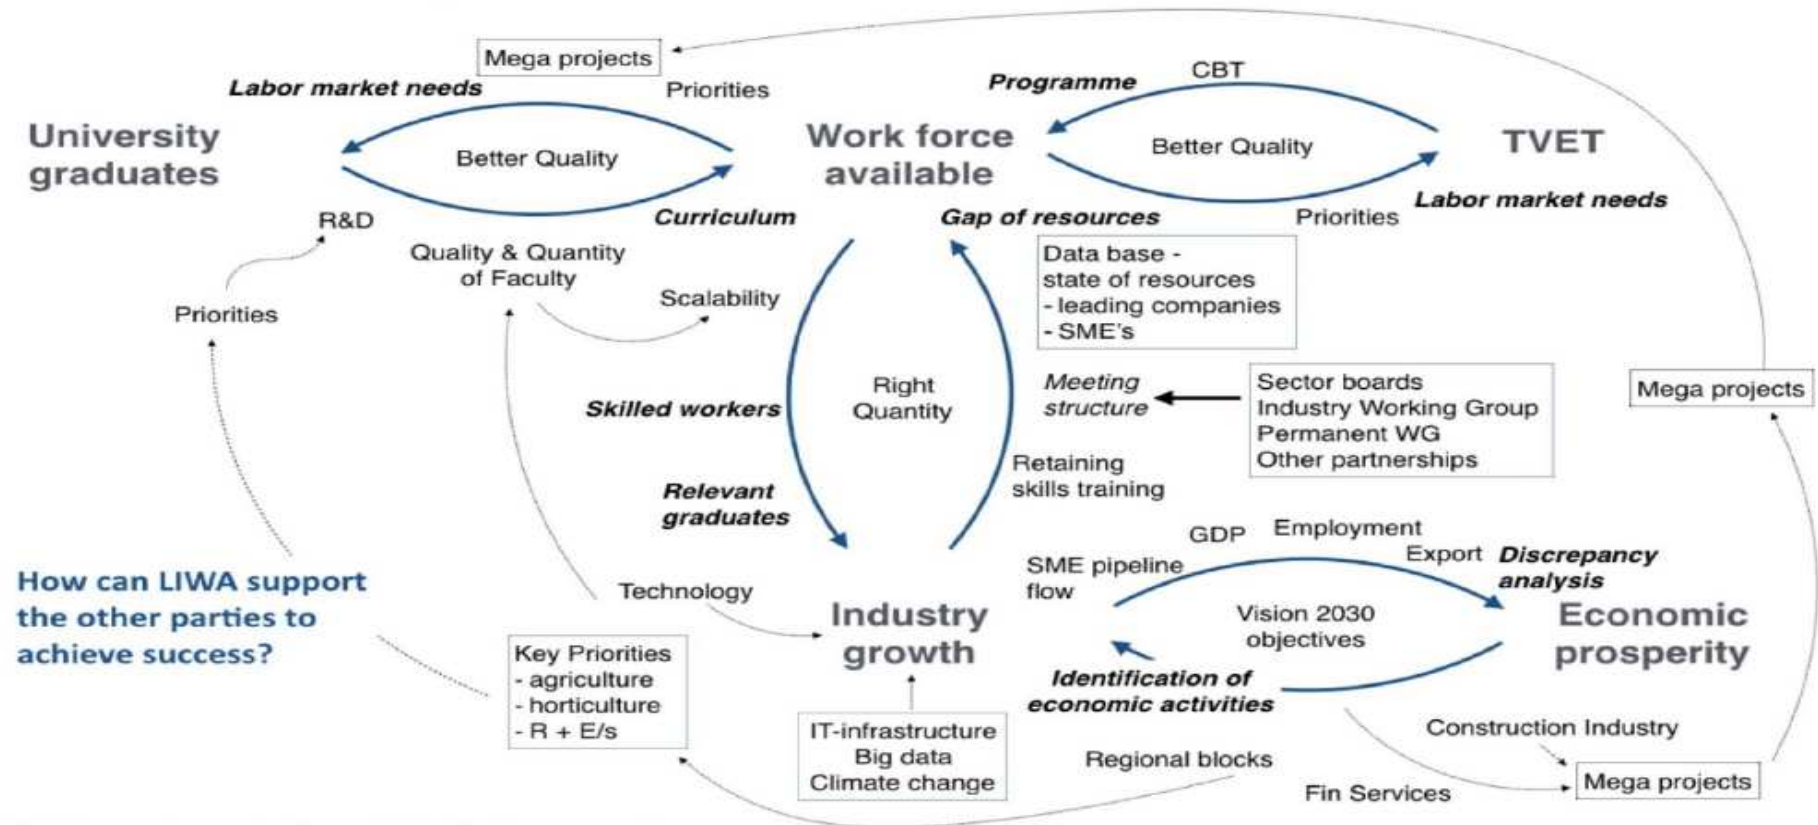 Mega projects
Labor market needs
Priorities
Programme
CBT
University
graduates
Better Quality
Work force
available
Better Quality
TVET
R&D
Curriculum
Gap of resources
Priorities
Labor market needs
Quality & Quantity
of Faculty
Data base -
state of resources
- leading companies
- SME's
Priorities
Scalability
Skilled workers
Right
Quantity
Meeting
structure
Sector boards
Industry Working Group
Permanent WG
Other partnerships
Mega projects
Relevant
graduates
Retaining
skills training
How can LIWA support
the other parties to
achieve success?
Technology
Industry
growth
SME pipeline
flow
GDP
Employment
Export
Discrepancy
analysis
Vision 2030
objectives
Economic
prosperity
Key Priorities
- agriculture
- horticulture
- R + E/s
Identification of
economic activities
IT-infrastructure
Big data
Climate change
Regional blocks
Construction Industry
Fin Services
Mega projects